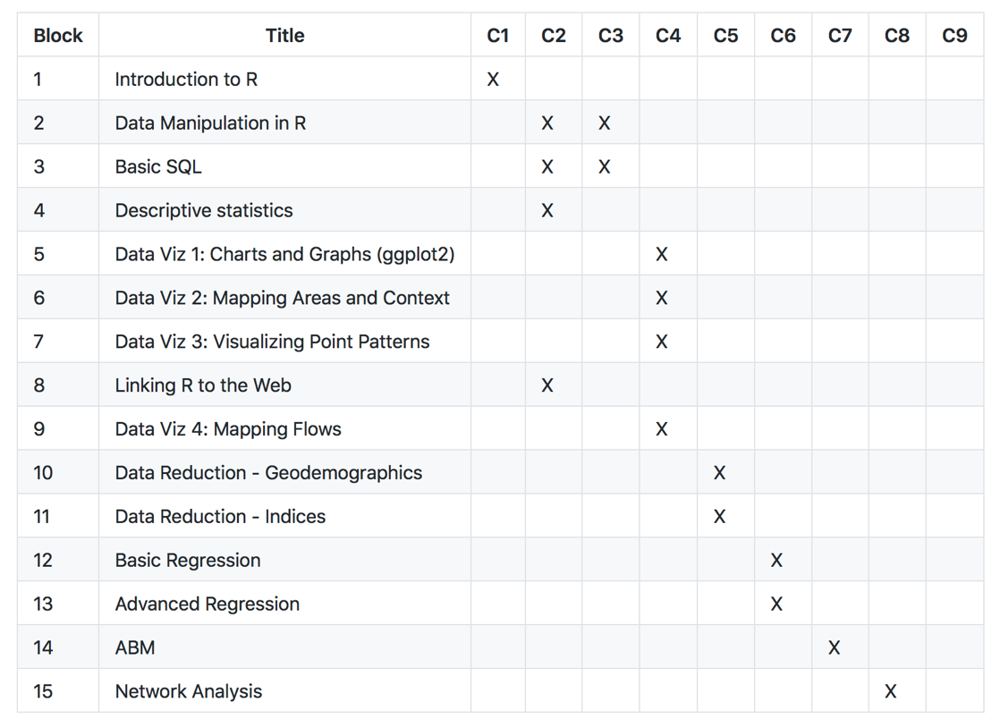 Block Title C1 C2 C3 C4 C5 C6 C7 C8 C9
1 Introduction to R X
2 Data Manipulation in R X X
3 Basic SQL X X
4 Descriptive statistics X
5 Data Viz 1: Charts and Graphs (ggplot2) X
6 Data Viz 2: Mapping Areas and Context X
7 Data Viz 3: Visualizing Point Patterns X
8 Linking R to the Web X
9 Data Viz 4: Mapping Flows X
10 Data Reduction - Geodemographics X
11 Data Reduction - Indices X
12 Basic Regression X
13 Advanced Regression X
14 ABM X
15 Network Analysis X